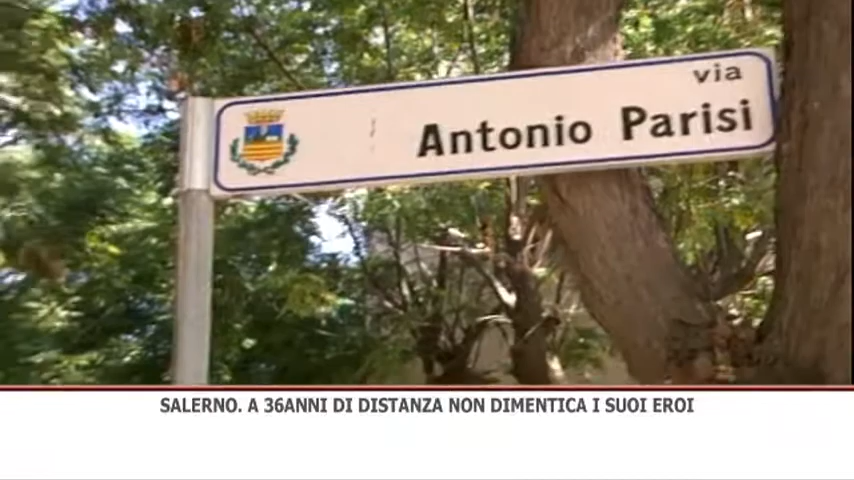 via
Antonio Parisi
SALERNO. A 36ANNI DI DISTANZA NON DIMENTICA I SUOI EROI